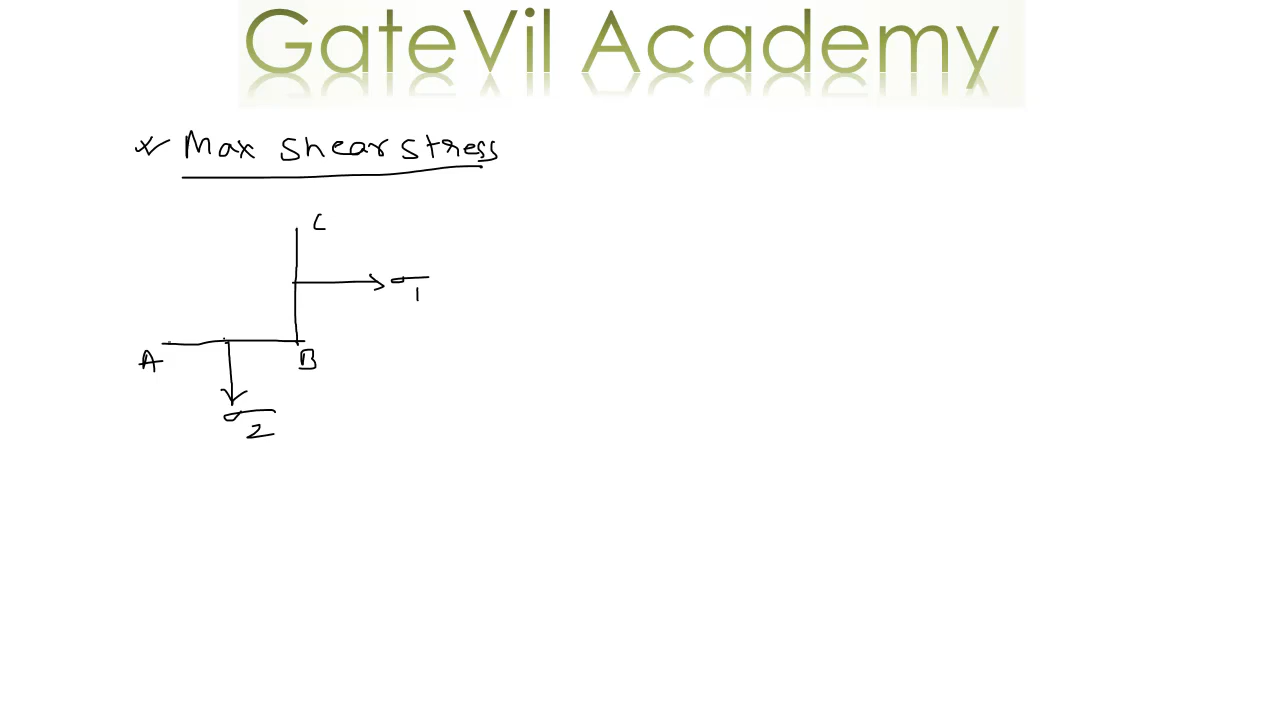 GateVil Academy
* Max shear stress
C
σ1
A B
σ2